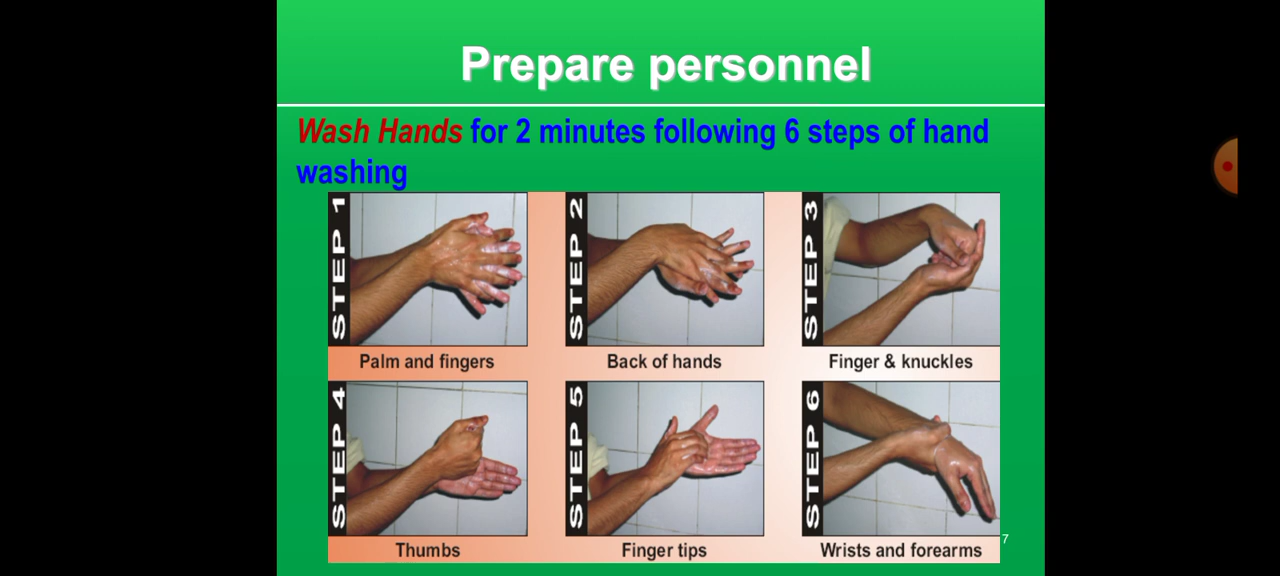 Prepare personnel
Wash Hands for 2 minutes following 6 steps of hand
washing
STEP 1
STEP 2
STEP 3
Palm and fingers
Back of hands
Finger & knuckles
STEP 4
STEP 5
STEP 6
Thumbs
Finger tips
Wrists and forearms
7